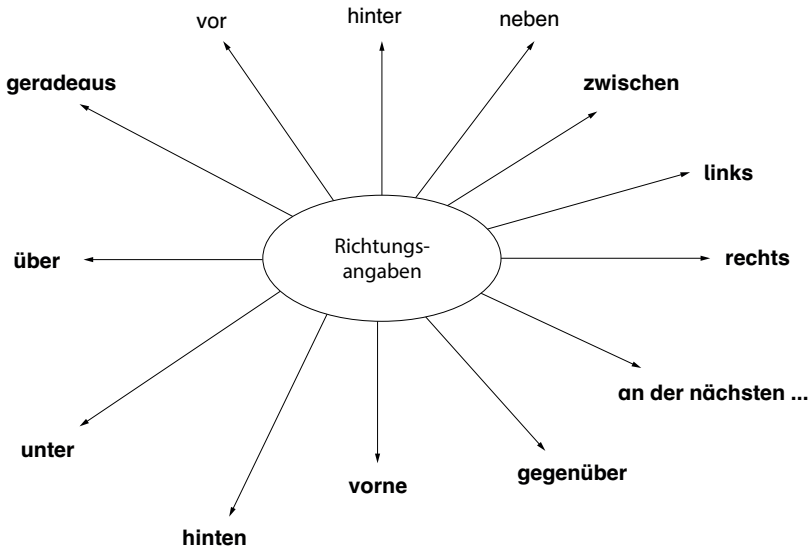 vor
hinter
neben
geradeaus
zwischen
links
Richtungs-
angaben
über
rechts
an der nächsten ...
unter
gegenüber
vorne
hinten